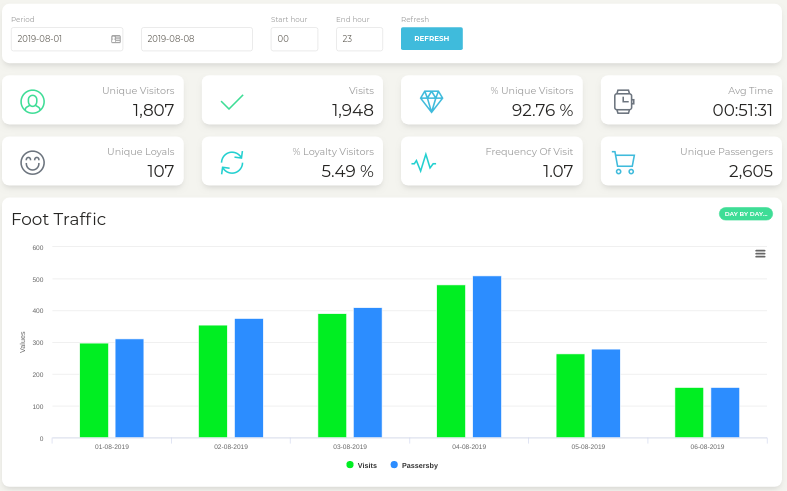 Period Start hour End hour Refresh
2019-08-01 2019-08-08 00 23 REFRESH
Unique Visitors Visits % Unique Visitors Avg Time
1,807 1,948 92.76 % 00:51:31
Unique Loyals % Loyalty Visitors Frequency Of Visit Unique Passengers
107 5.49 % 1.07 2,605
Foot Traffic
DAY BY DAY...
600
500
400
300
200
100
0
Values
01-08-2019 02-08-2019 03-08-2019 04-08-2019 05-08-2019 06-08-2019
Visits Passersby